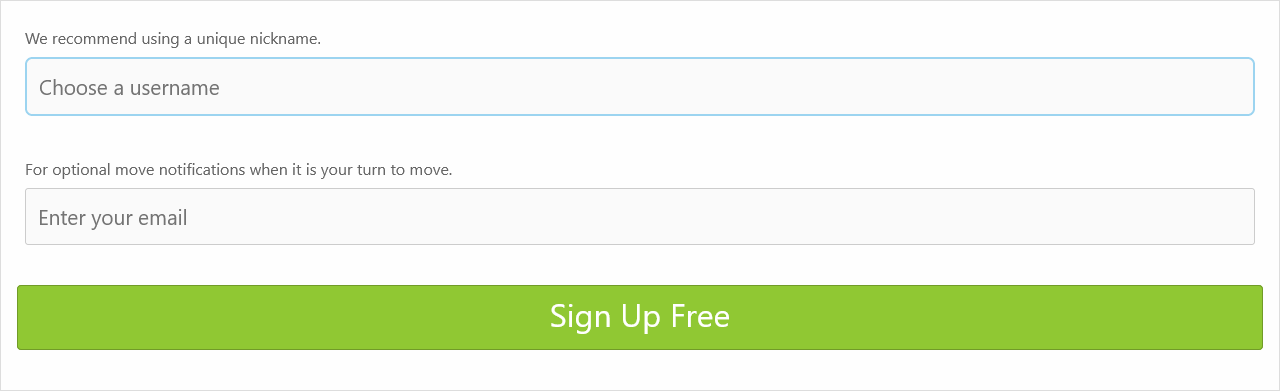 We recommend using a unique nickname.
Choose a username
For optional move notifications when it is your turn to move.
Enter your email
Sign Up Free